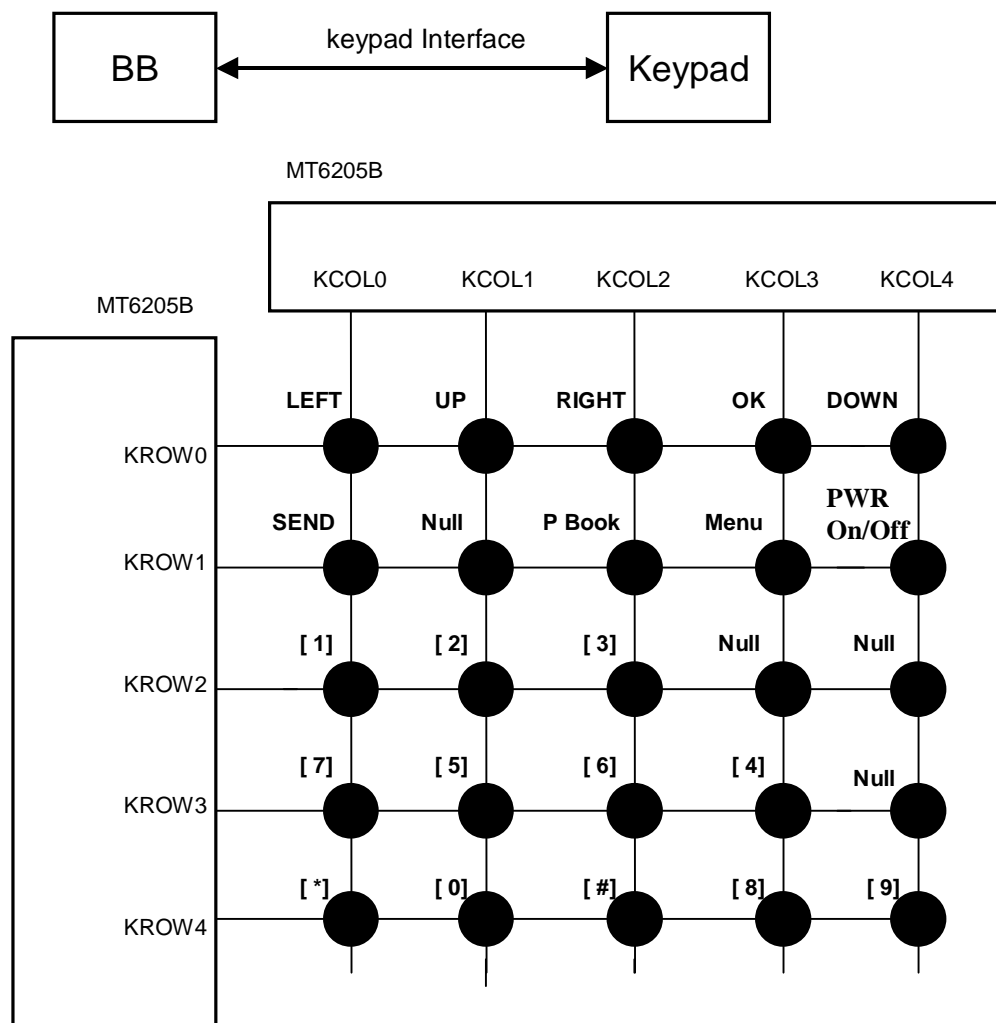 keypad Interface
BB
Keypad
MT6205B
KCOL0 KCOL1 KCOL2 KCOL3 KCOL4
MT6205B
LEFT UP RIGHT OK DOWN
KROW0
SEND Null P Book Menu PWR
On/Off
KROW1
[ 1] [ 2] [ 3] Null Null
KROW2
[ 7] [ 5] [ 6] [ 4] Null
KROW3
[ *] [ 0] [ #] [ 8] [ 9]
KROW4